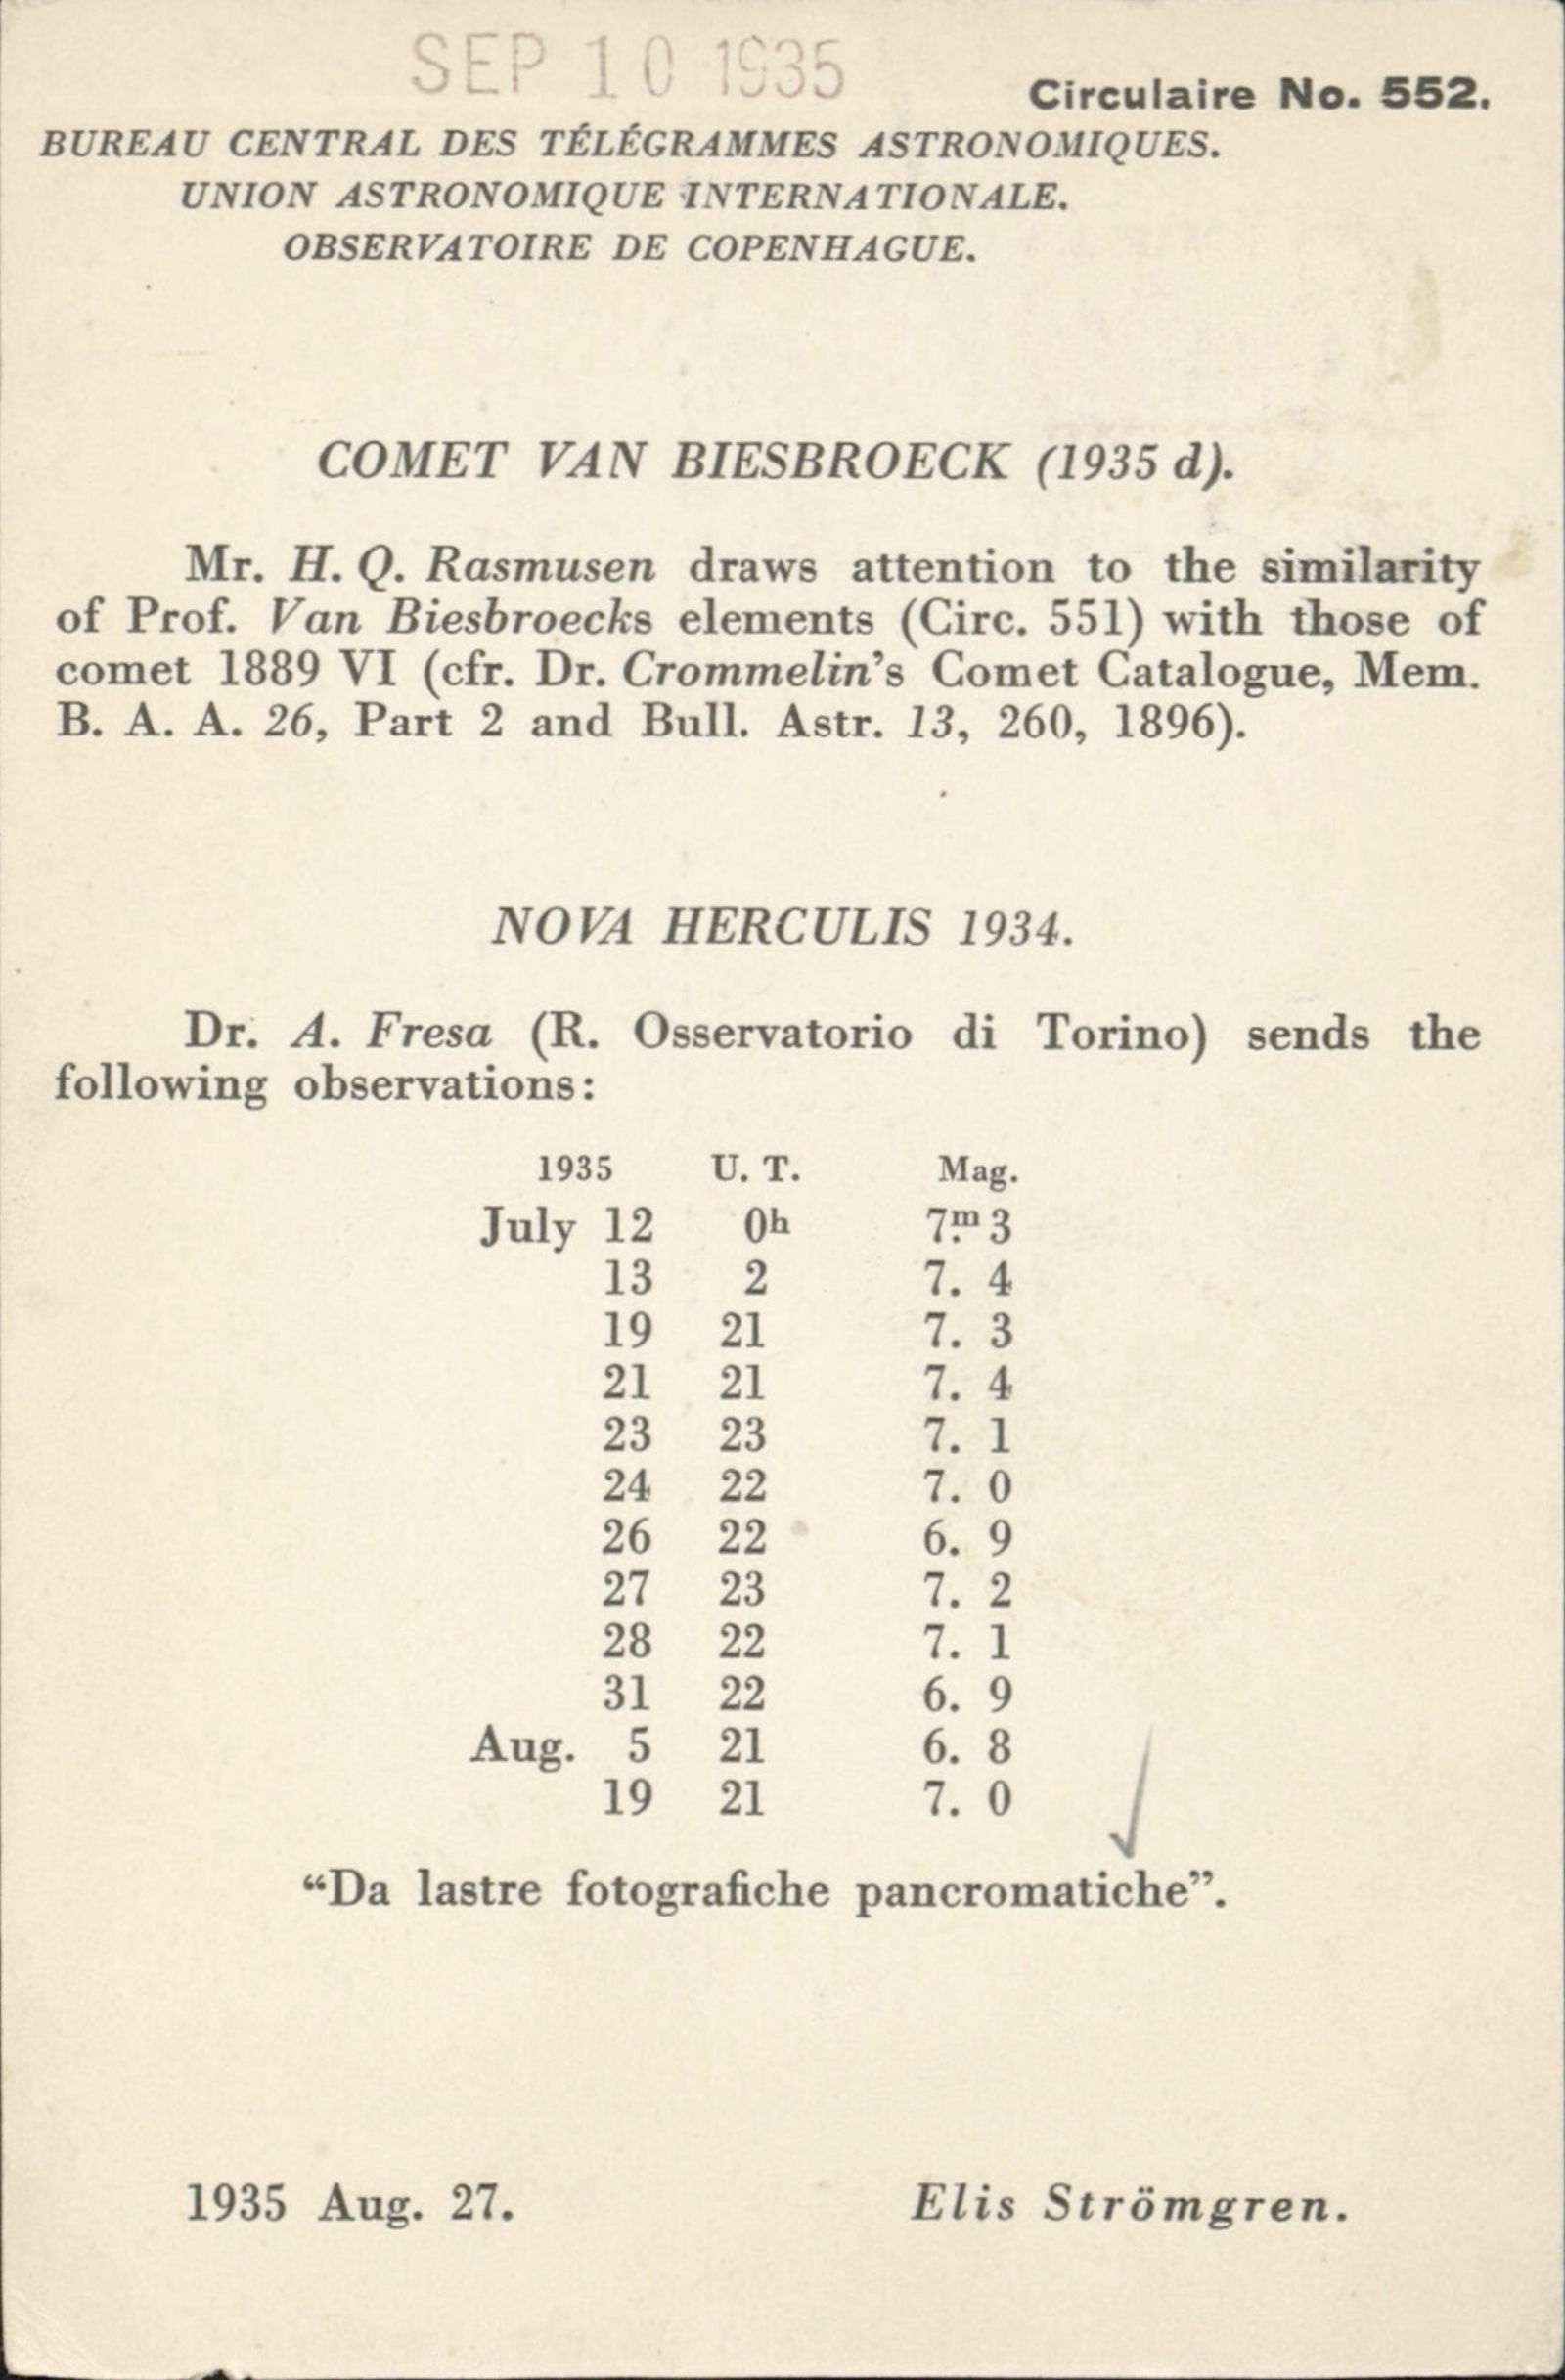 SEP 10 1935
Circulaire No. 552.
BUREAU CENTRAL DES TÉLÉGRAMMES ASTRONOMIQUES.
UNION ASTRONOMIQUE INTERNATIONALE.
OBSERVATOIRE DE COPENHAGUE.
COMET VAN BIESBROECK (1935 d).
Mr. H. Q. Rasmusen draws attention to the similarity
of Prof. Van Biesbroecks elements (Circ. 551) with those of
comet 1889 VI (cfr. Dr. Crommelin's Comet Catalogue, Mem.
B. A. A. 26, Part 2 and Bull. Astr. 13, 260, 1896).
NOVA HERCULIS 1934.
Dr. A. Fresa (R. Osservatorio di Torino) sends the
following observations:
1935 U. T. Mag.
July 12 0h 7.m 3
13 2 7. 4
19 21 7. 3
21 21 7. 4
23 23 7. 1
24 22 7. 0
26 22 6. 9
27 23 7. 2
28 22 7. 1
31 22 6. 9
Aug. 5 21 6. 8
19 21 7. 0
“Da lastre fotografiche pancromatiche”.
1935 Aug. 27. Elis Strömgren.